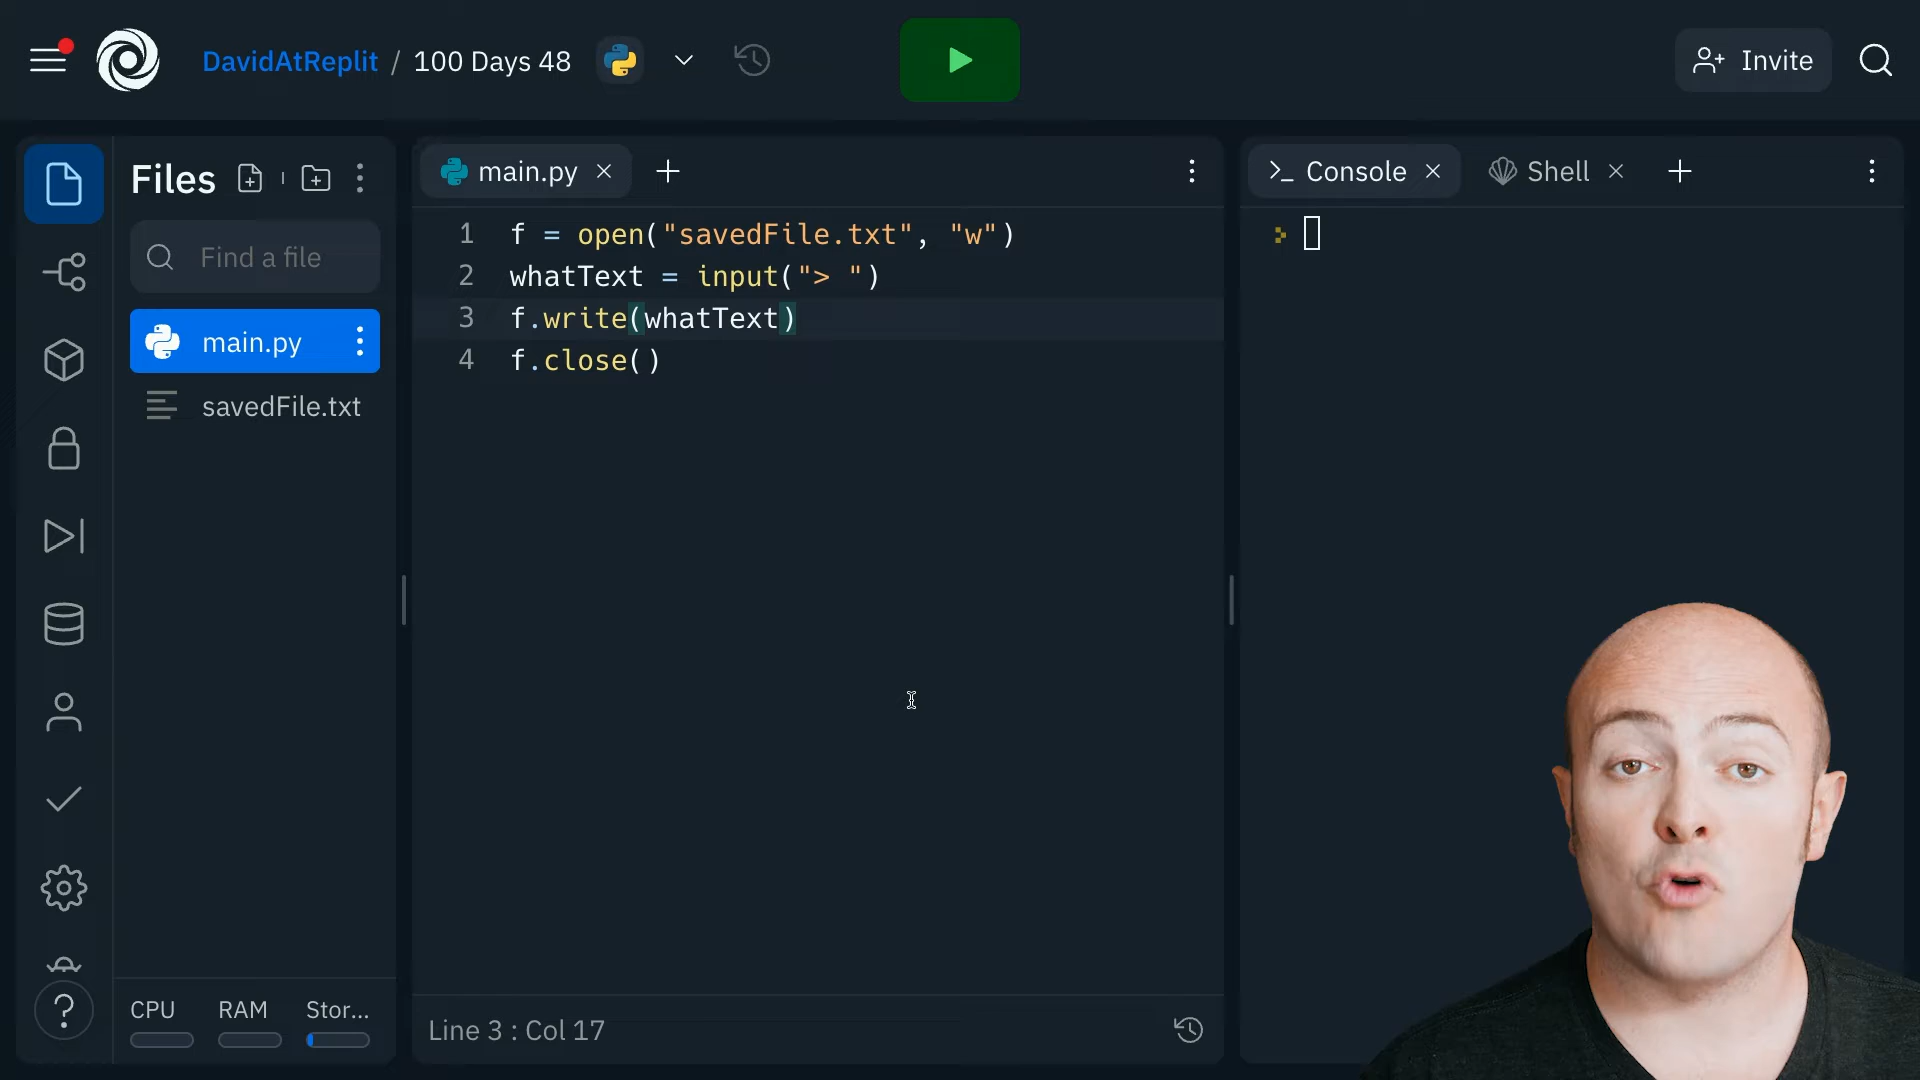 DavidAtReplit / 100 Days 48
Invite
Files
Find a file
main.py
savedFile.txt
main.py
1 f = open("savedFile.txt", "w")
2 whatText = input("> ")
3 f.write(whatText)
4 f.close()
Console
Shell
CPU RAM Stor...
Line 3 : Col 17
?